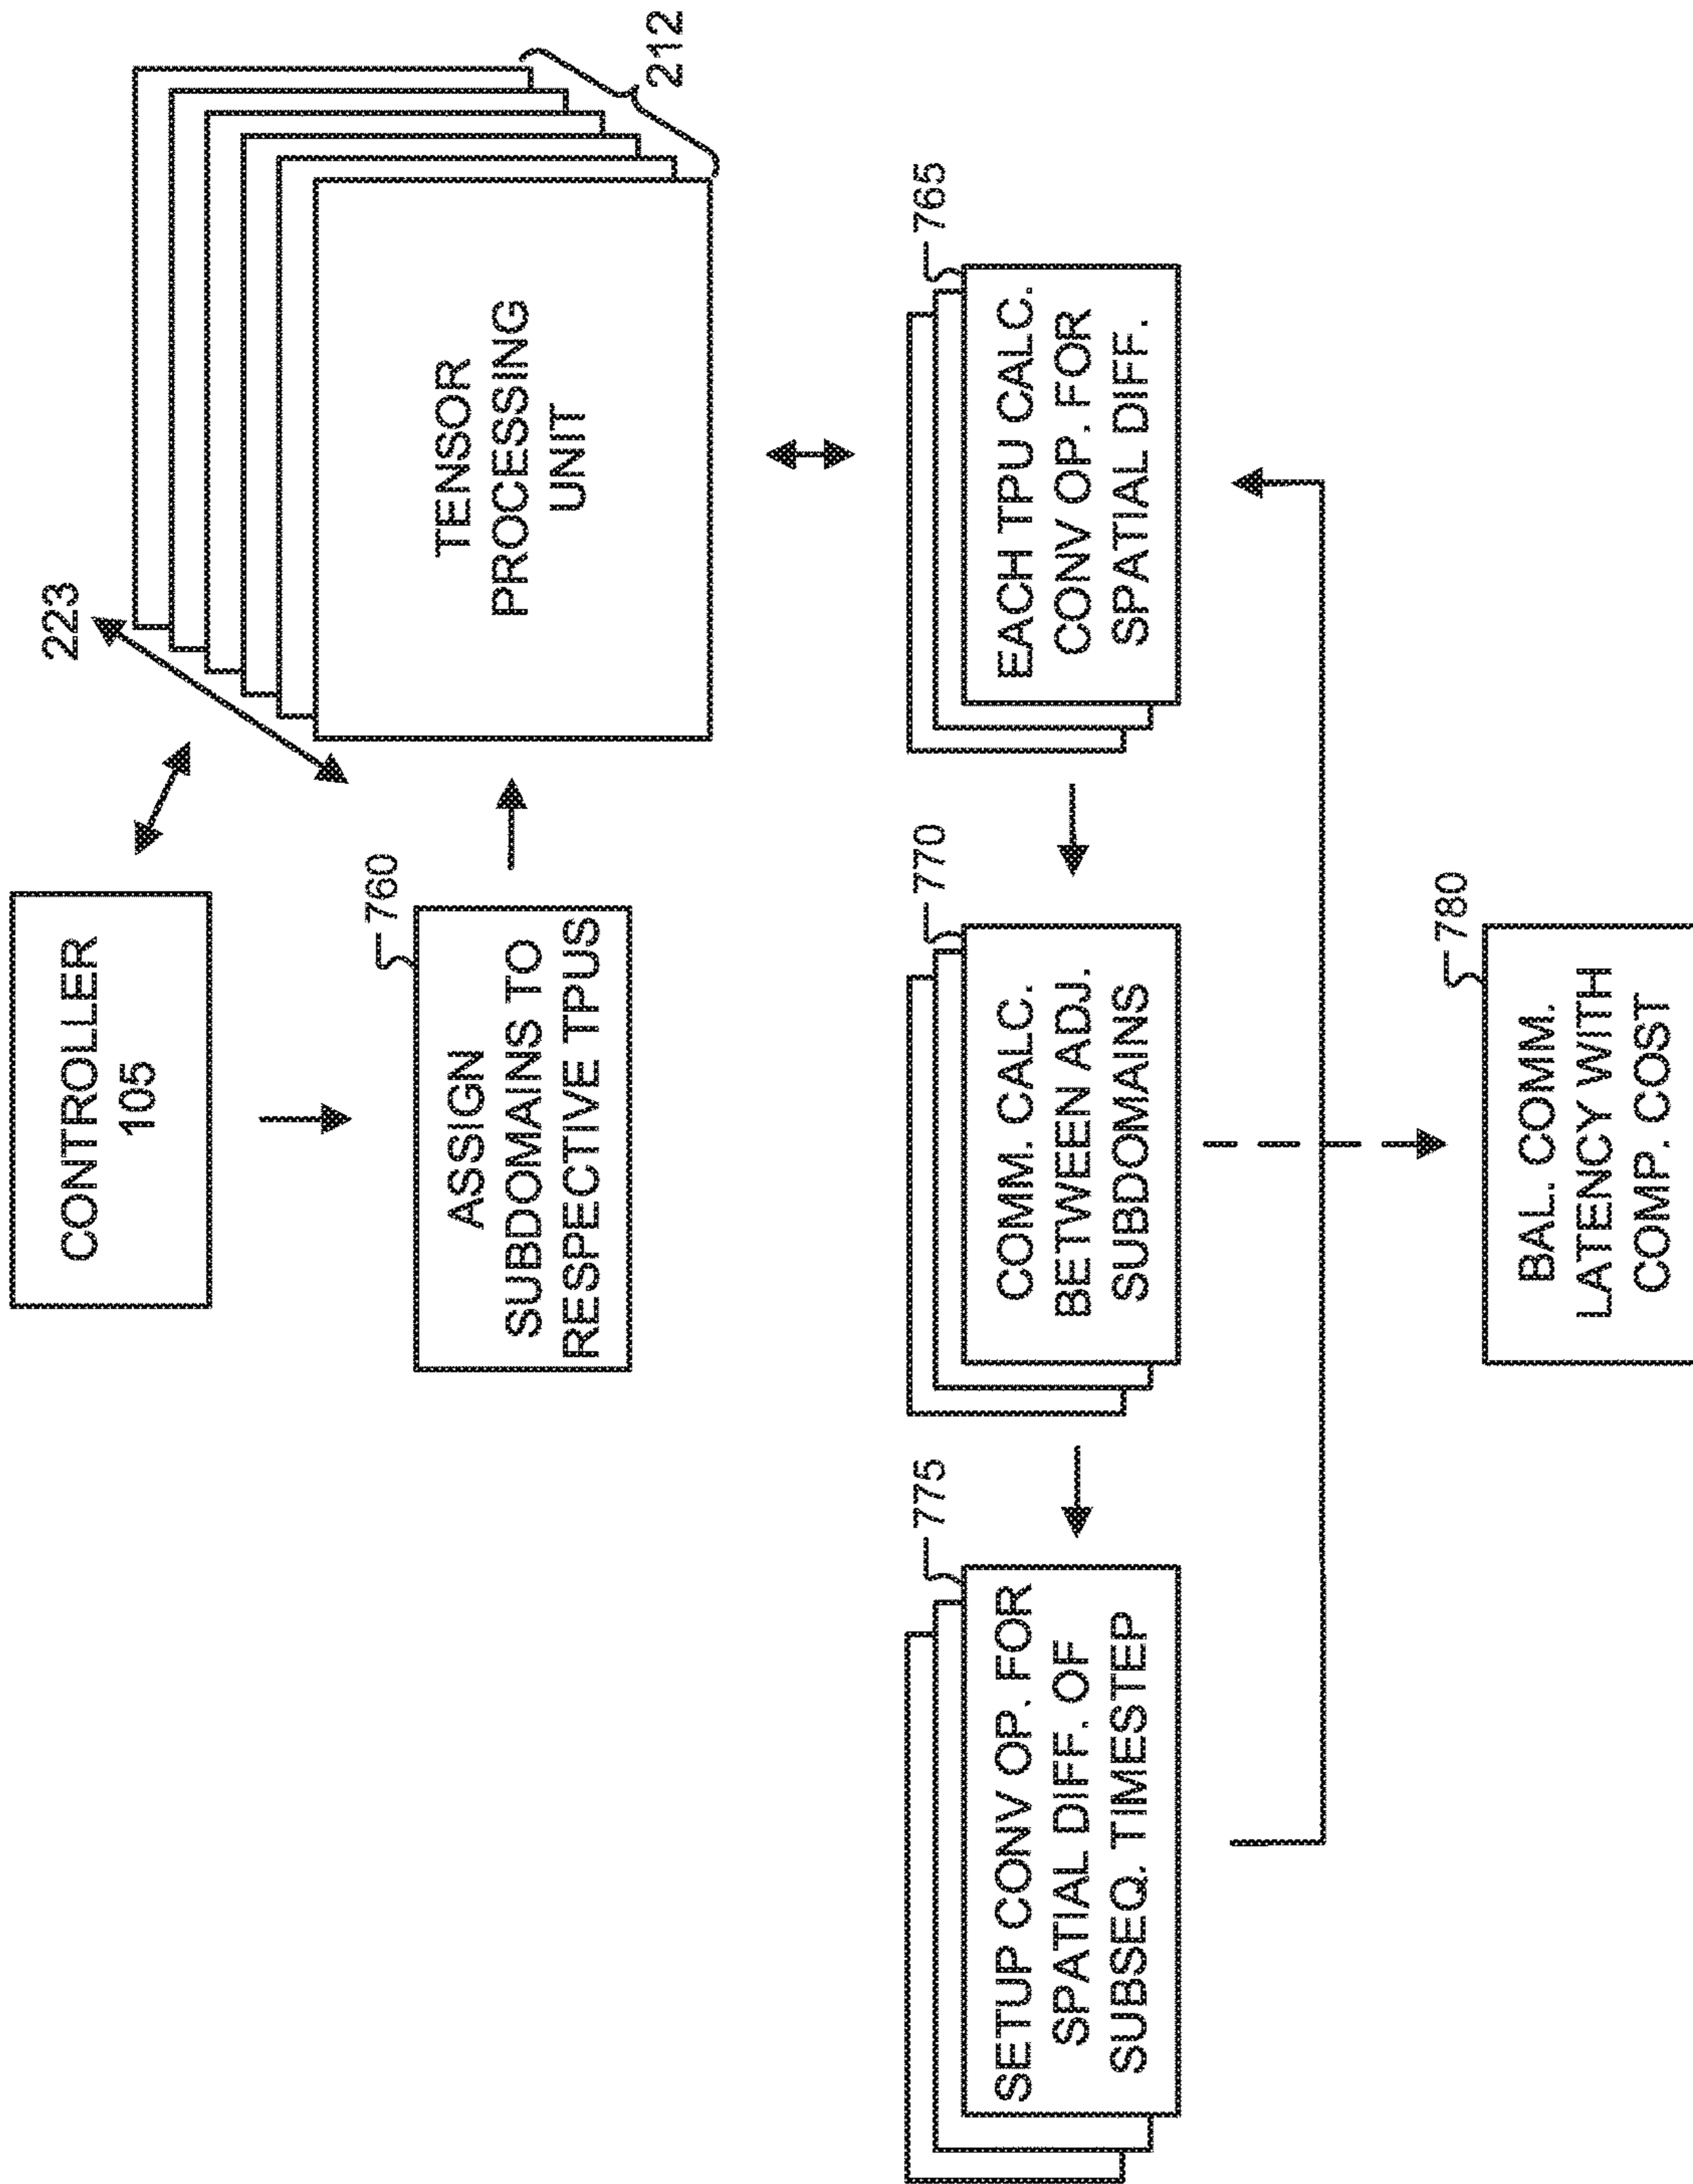 CONTROLLER
105
223
212
760
ASSIGN
SUBDOMAINS TO
RESPECTIVE TPUS
TENSOR
PROCESSING
UNIT
775
SETUP CONV OP. FOR
SPATIAL DIFF. OF
SUBSEQ. TIMESTEP
770
COMM. CALC.
BETWEEN ADJ.
SUBDOMAINS
765
EACH TPU CALC.
CONV OP. FOR
SPATIAL DIFF.
780
BAL. COMM.
LATENCY WITH
COMP. COST